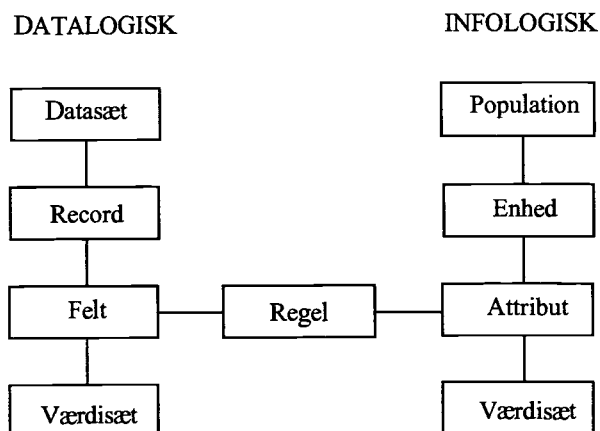 DATALOGISK
INFOLOGISK
Datasæt
Population
Record
Enhed
Felt
Regel
Attribut
Værdisæt
Værdisæt